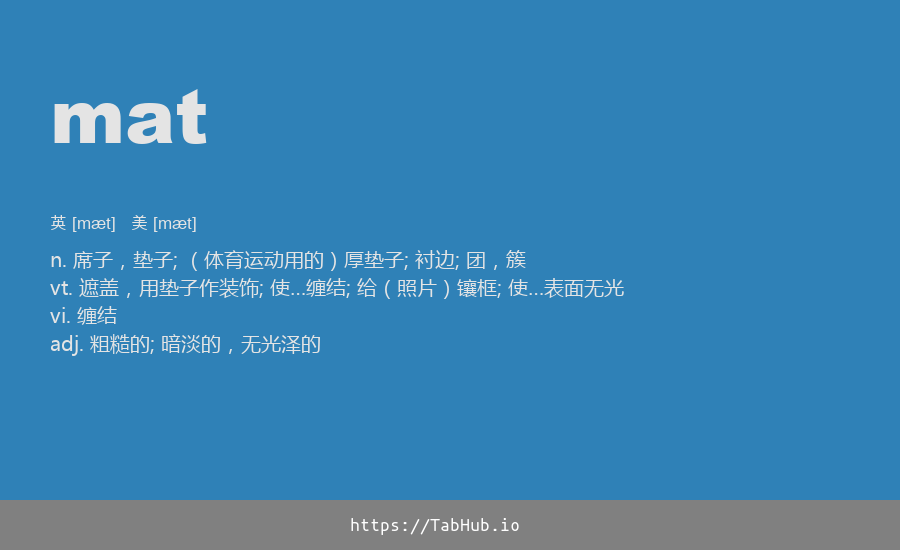 mat
英 [mæt]   美 [mæt]
n. 席子，垫子; （体育运动用的）厚垫子; 衬边; 团，簇
vt. 遮盖，用垫子作装饰; 使…缠结; 给（照片）镶框; 使…表面无光
vi. 缠结
adj. 粗糙的; 暗淡的，无光泽的
https://TabHub.io